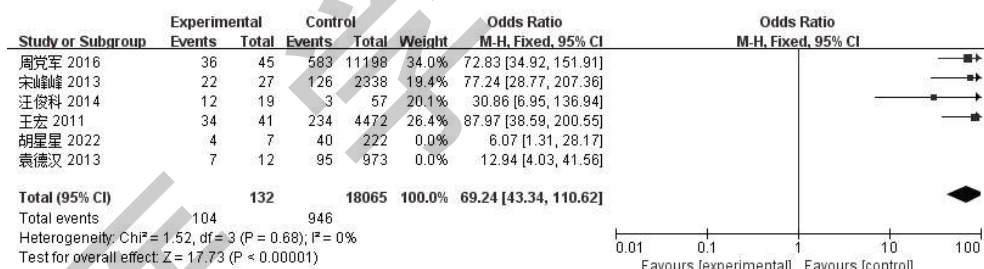 Experimental Control Odds Ratio Odds Ratio
Study or Subgroup Events Total Events Total Weight M-H, Fixed, 95% CI M-H, Fixed, 95% CI
周党军 2016 36 45 583 11198 34.0% 72.83 [34.92, 151.91]
宋峰峰 2013 22 27 126 2338 19.4% 77.24 [28.77, 207.36]
汪俊科 2014 12 19 3 57 20.1% 30.86 [6.95, 136.94]
王宏 2011 34 41 234 4472 26.4% 87.97 [38.59, 200.55]
胡星星 2022 4 7 40 222 0.0% 6.07 [1.31, 28.17]
袁德汉 2013 7 12 95 973 0.0% 12.94 [4.03, 41.56]
Total (95% CI) 132 18065 100.0% 69.24 [43.34, 110.62]
Total events 104 946
Heterogeneity: Chi² = 1.52, df = 3 (P = 0.68); I² = 0%
Test for overall effect: Z = 17.73 (P < 0.00001)
0.01 0.1 1 10 100
Favours [experimental] Favours [control]